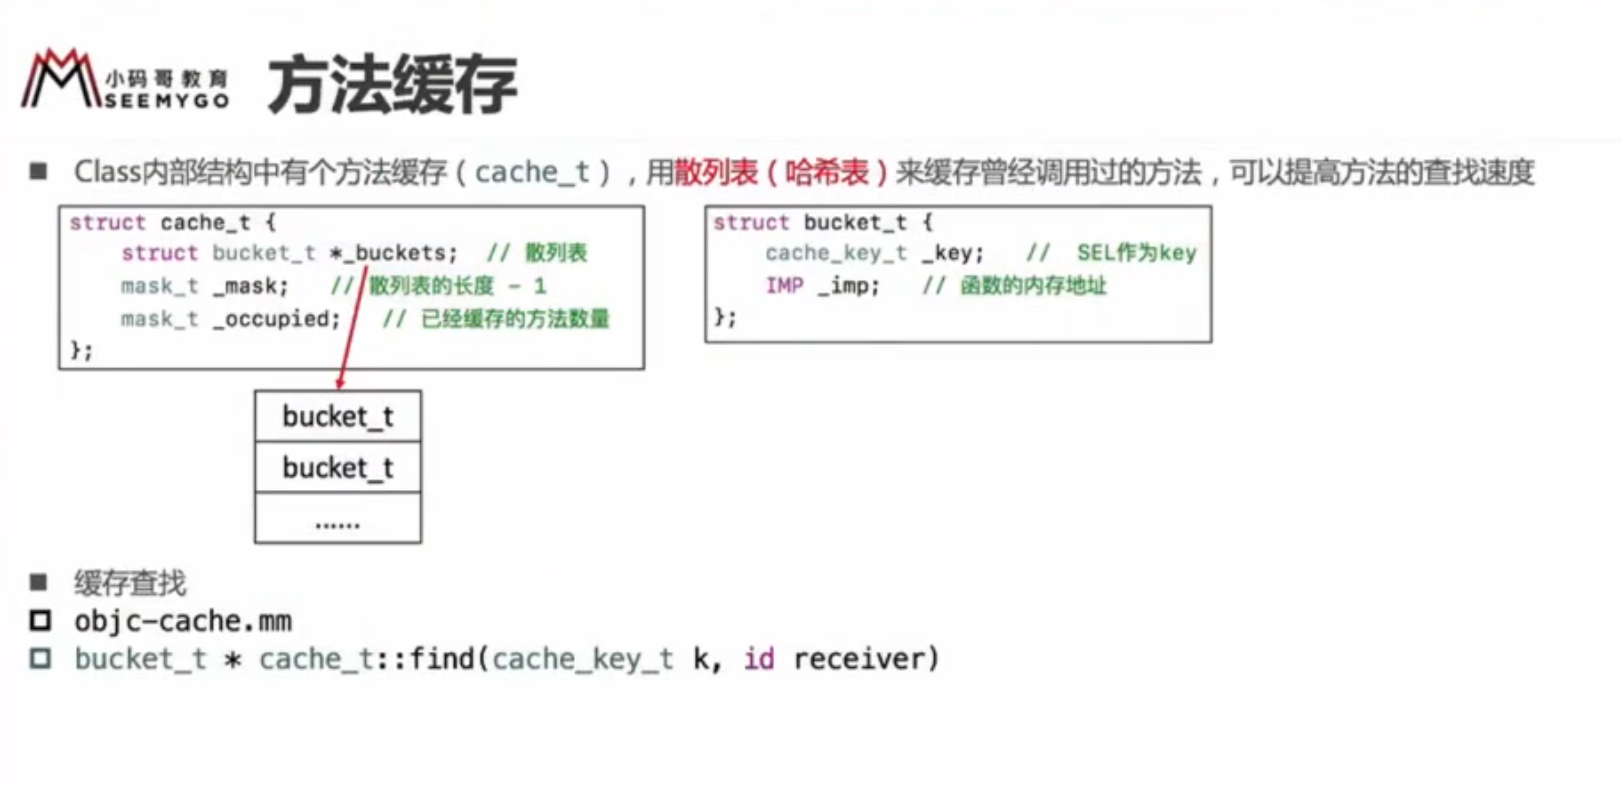 小码哥教育
SEEMYGO
方法缓存
Class内部结构中有个方法缓存(cache_t),用散列表(哈希表)来缓存曾经调用过的方法,可以提高方法的查找速度
struct cache_t {
struct bucket_t *_buckets; // 散列表
mask_t _mask; // 散列表的长度 - 1
mask_t _occupied; // 已经缓存的方法数量
};
struct bucket_t {
cache_key_t _key; // SEL作为key
IMP _imp; // 函数的内存地址
};
bucket_t
bucket_t
......
缓存查找
objc-cache.mm
bucket_t * cache_t::find(cache_key_t k, id receiver)